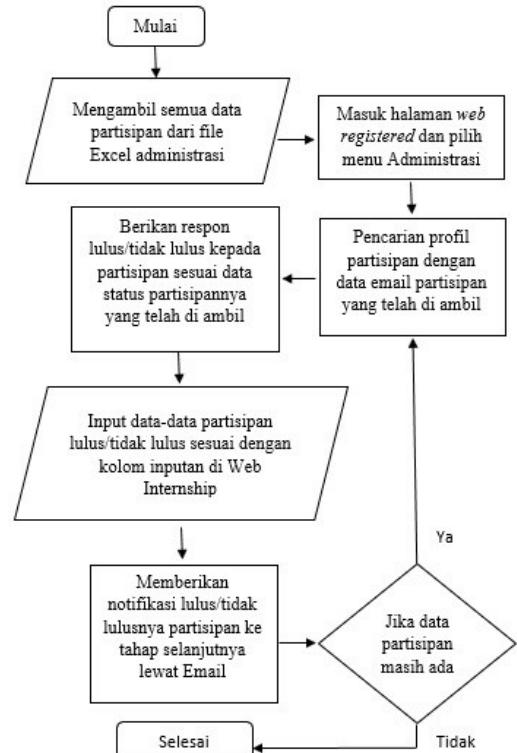 Mulai
Mengambil semua data
partisipan dari file
Excel administrasi
Masuk halaman web
registered dan pilih
menu Administrasi
Pencarian profil
partisipan dengan
data email partisipan
yang telah di ambil
Berikan respon
lulus/tidak lulus kepada
partisipan sesuai data
status partisipannya
yang telah di ambil
Input data-data partisipan
lulus/tidak lulus sesuai dengan
kolom inputan di Web
Internship
Memberikan
notifikasi lulus/tidak
lulusnya partisipan ke
tahap selanjutnya
lewat Email
Jika data
partisipan
masih ada
Ya
Tidak
Selesai